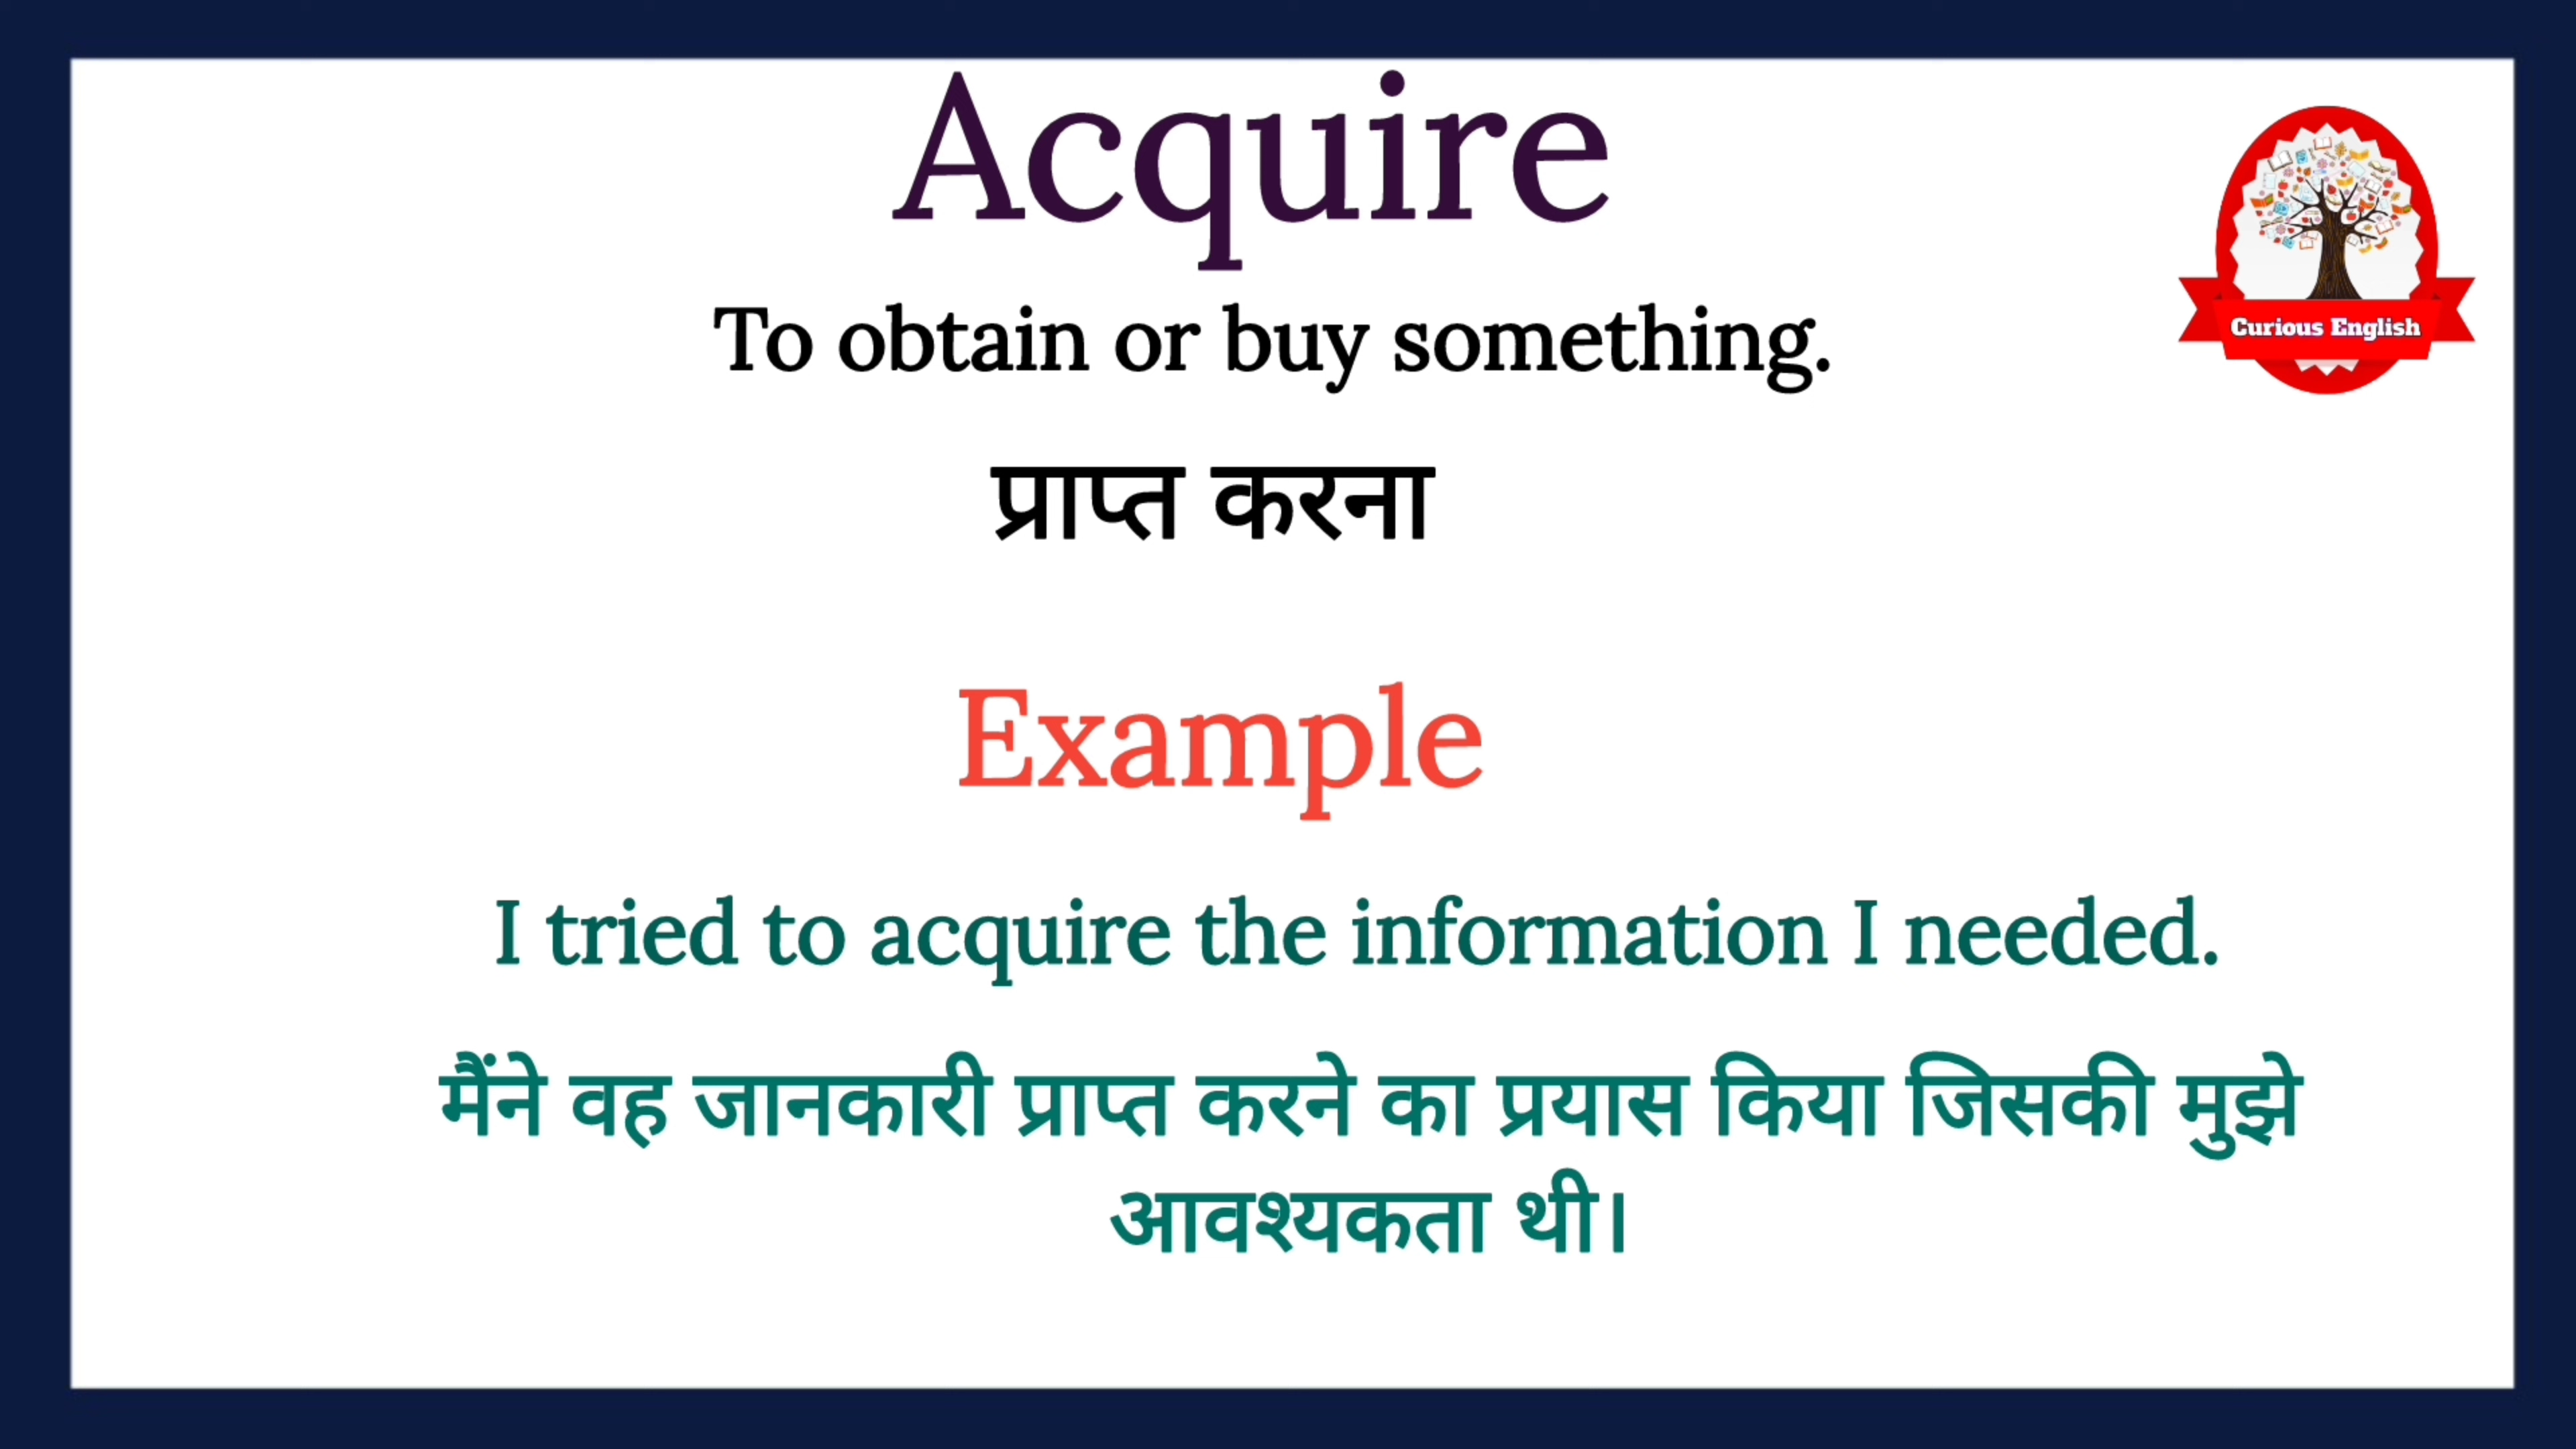 Acquire
Curious English
To obtain or buy something.
प्राप्त करना
Example
I tried to acquire the information I needed.
मैंने वह जानकारी प्राप्त करने का प्रयास किया जिसकी मुझे
आवश्यकता थी।